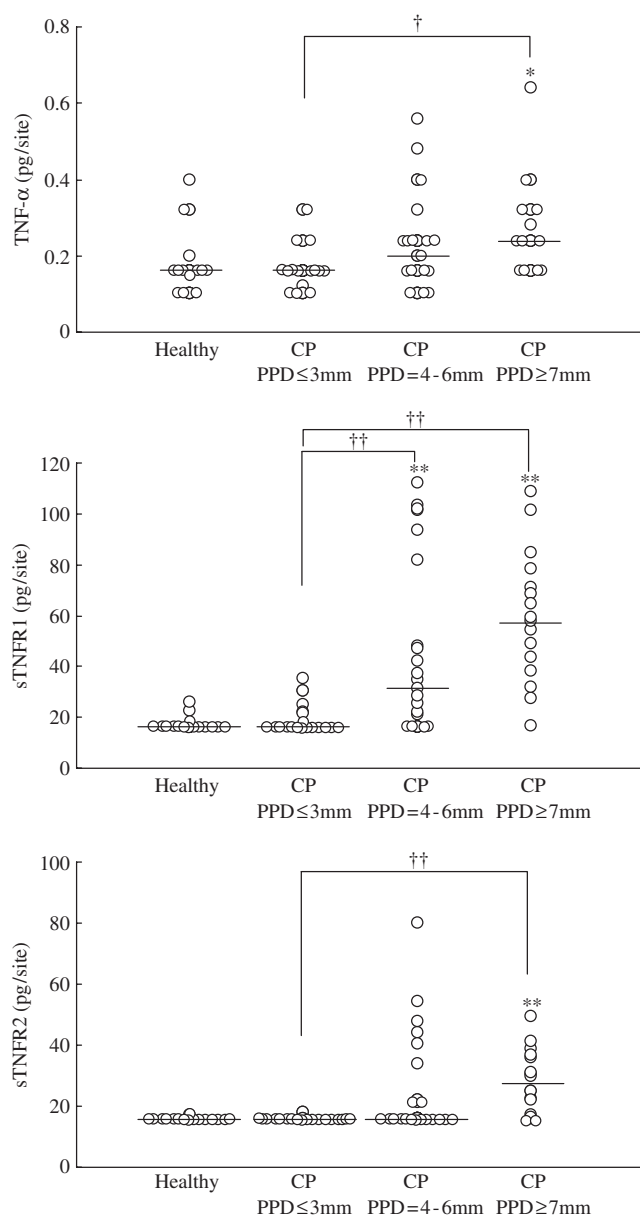 †
0.8
*
0.6
0.4
0.2
0
TNF-α (pg/site)
Healthy CP CP CP
PPD≤3mm PPD=4-6mm PPD≥7mm
††
††
** **
120
100
80
60
40
20
0
sTNFR1 (pg/site)
Healthy CP CP CP
PPD≤3mm PPD=4-6mm PPD≥7mm
100
††
80
60
**
40
20
0
sTNFR2 (pg/site)
Healthy CP CP CP
PPD≤3mm PPD=4-6mm PPD≥7mm